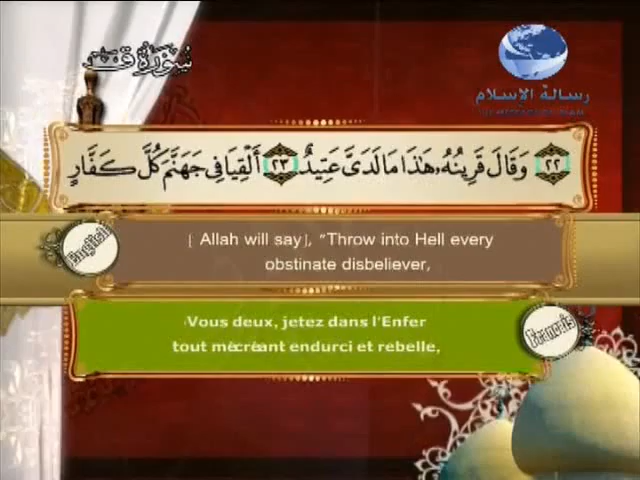 سُورَةُ ق
رسالة الإسلام
٢٢ وَقَالَ قَرِينُهُ هَٰذَا مَا لَدَىَّ عَتِيدٌ ٢٣ أَلْقِيَا فِى جَهَنَّمَ كُلَّ كَفَّارٍ
English
[ Allah will say], "Throw into Hell every
obstinate disbeliever,
Vous deux, jetez dans l'Enfer
tout mécréant endurci et rebelle,
Français